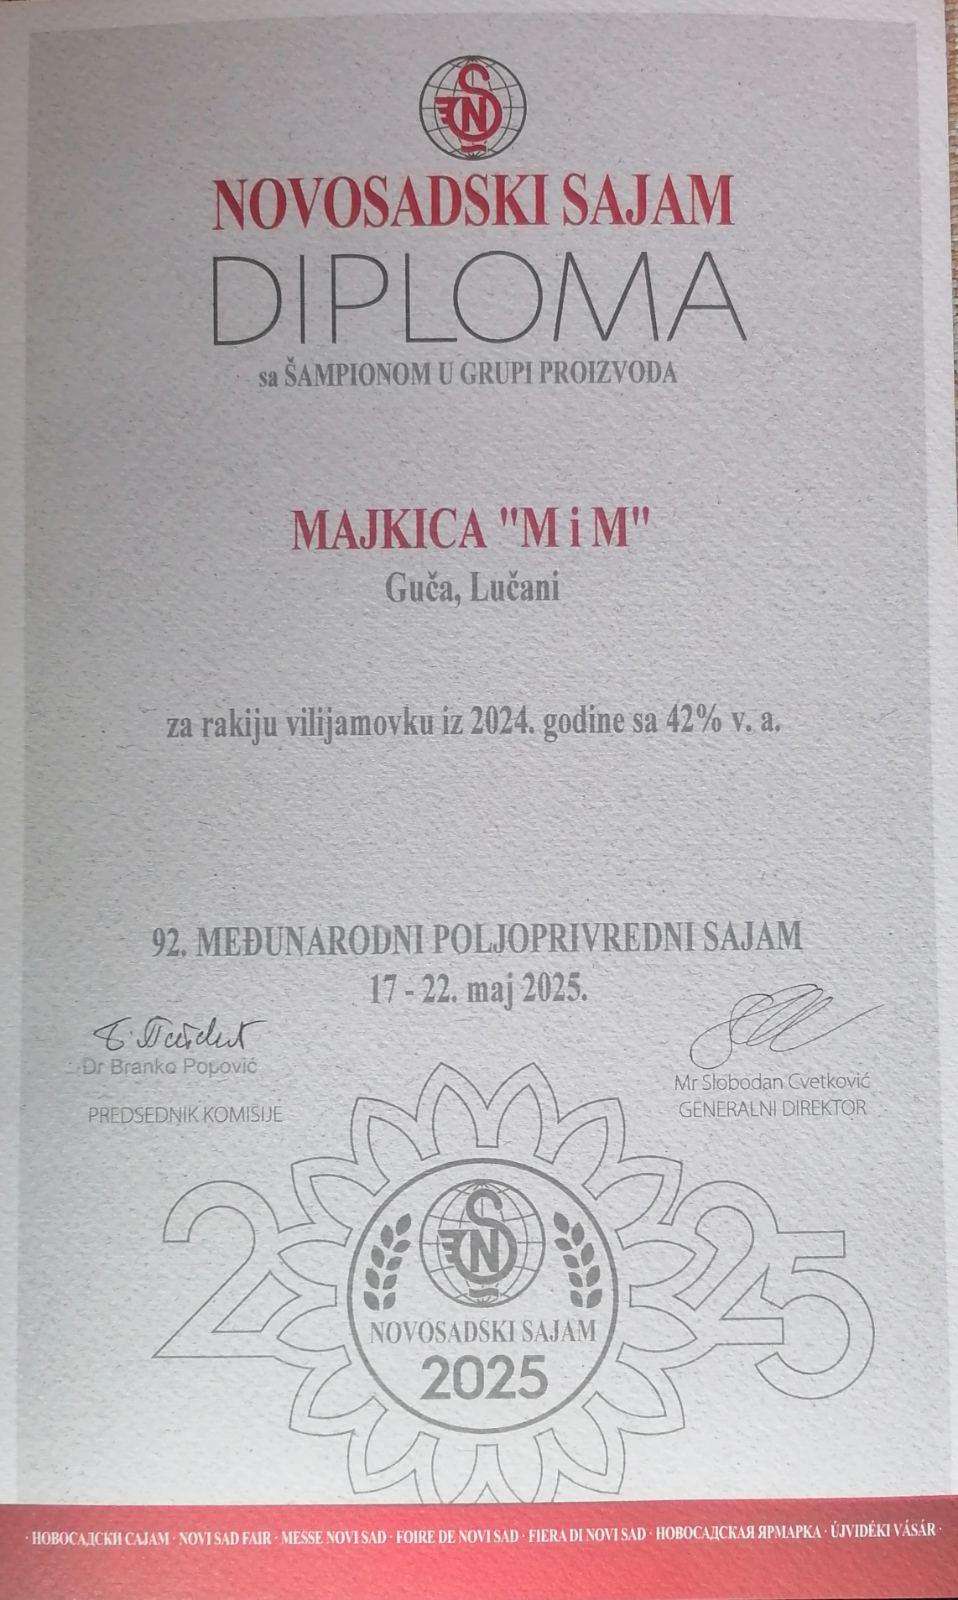 NOVOSADSKI SAJAM
DIPLOMA
sa ŠAMPIONOM U GRUPI PROIZVODA
MAJKICA "M i M"
Guča, Lučani
za rakiju vilijamovku iz 2024. godine sa 42% v. a.
92. MEĐUNARODNI POLJOPRIVREDNI SAJAM
17 - 22. maj 2025.
Dr Branko Popović
PREDSEDNIK KOMISIJE
Mr Slobodan Cvetković
GENERALNI DIREKTOR
2025
NOVOSADSKI SAJAM
2025
· НОВОСАДСКИ САЈАМ · NOVI SAD FAIR · MESSE NOVI SAD · FOIRE DE NOVI SAD · FIERA DI NOVI SAD · НОВОСАДСКАЯ ЯРМАРКА · ÚJVIDÉKI VÁSÁR ·